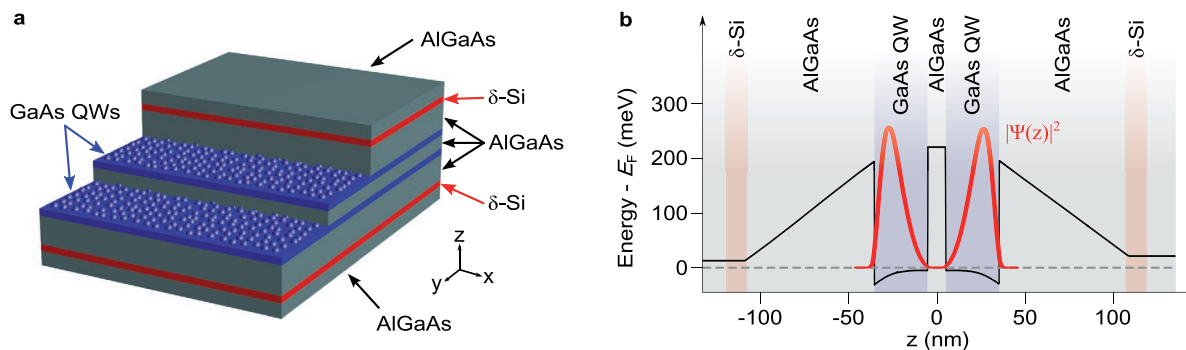 a
AlGaAs
δ-Si
GaAs QWs
AlGaAs
δ-Si
AlGaAs
z
y
x
b
δ-Si
AlGaAs
GaAs QW
AlGaAs
GaAs QW
AlGaAs
δ-Si
|Ψ(z)|²
Energy - E_F (meV)
300
200
100
0
-100
-50
0
50
100
z (nm)